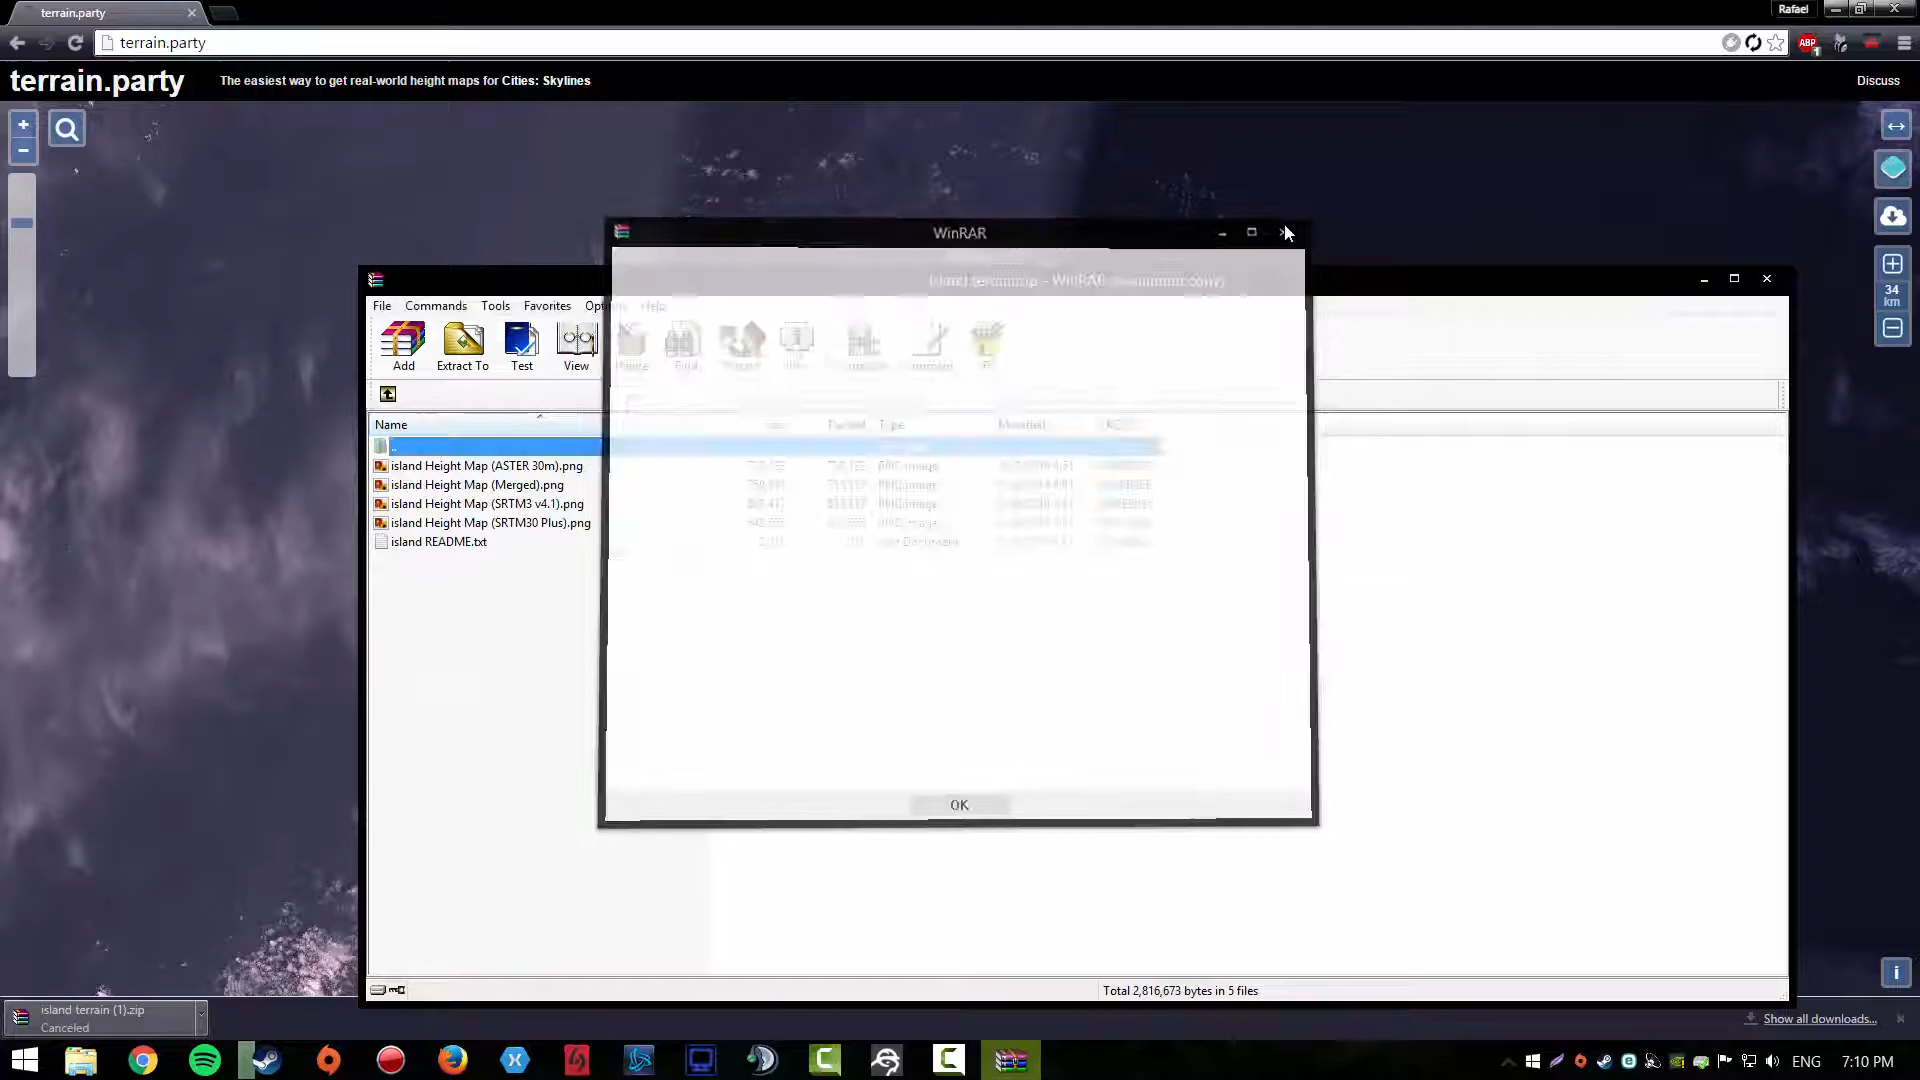 terrain.party
Rafael
terrain.party
ABP
terrain.party
The easiest way to get real-world height maps for Cities: Skylines
Discuss
34
km
WinRAR
File Commands Tools Favorites
Help
Add Extract To Test View
Name
..
island Height Map (ASTER 30m).png
island Height Map (Merged).png
island Height Map (SRTM3 v4.1).png
island Height Map (SRTM30 Plus).png
island README.txt
OK
Total 2,816,673 bytes in 5 files
island terrain (1).zip
Canceled
Show all downloads...
ENG
7:10 PM